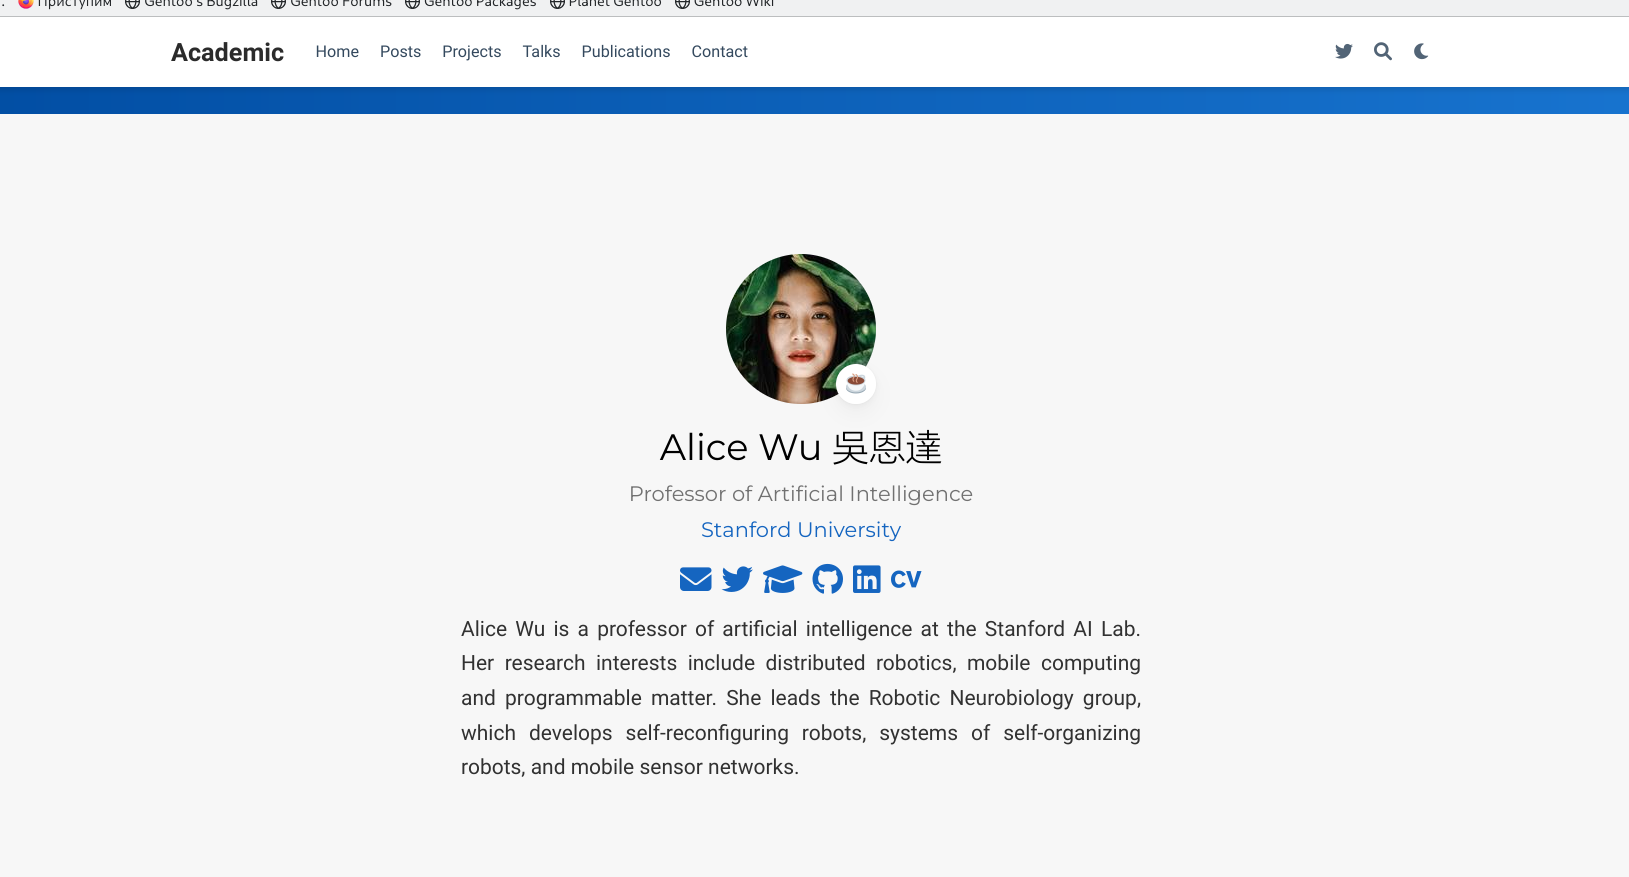 Приступим Gentoo's Bugzilla Gentoo Forums Gentoo Packages Planet Gentoo Gentoo Wiki
Academic Home Posts Projects Talks Publications Contact
Alice Wu 吳恩達
Professor of Artificial Intelligence
Stanford University
CV
Alice Wu is a professor of artificial intelligence at the Stanford AI Lab.
Her research interests include distributed robotics, mobile computing
and programmable matter. She leads the Robotic Neurobiology group,
which develops self-reconfiguring robots, systems of self-organizing
robots, and mobile sensor networks.